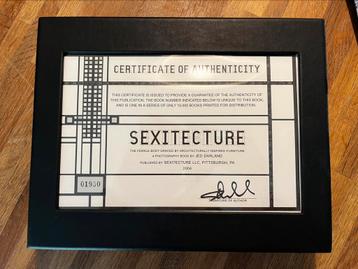 CERTIFICATE OF AUTHENTICITY
THIS CERTIFICATE IS ISSUED TO PROVIDE A GUARANTEE OF THE AUTHENTICITY OF
THIS PUBLICATION. THE BOOK NUMBER INDICATED BELOW IS UNIQUE TO THIS BOOK,
AND IS ONE IN A SERIES OF ONLY 10,000 BOOKS PRINTED FOR DISTRIBUTION.
SEXITECTURE
THE FEMALE BODY GRACED BY ARCHITECTURALLY INSPIRED FURNITURE
A PHOTOGRAPHY BOOK BY JED DARLAND
PUBLISHED BY SEXITECTURE LLC, PITTSBURGH, PA
2006
01950
SIGNATURE OF AUTHOR